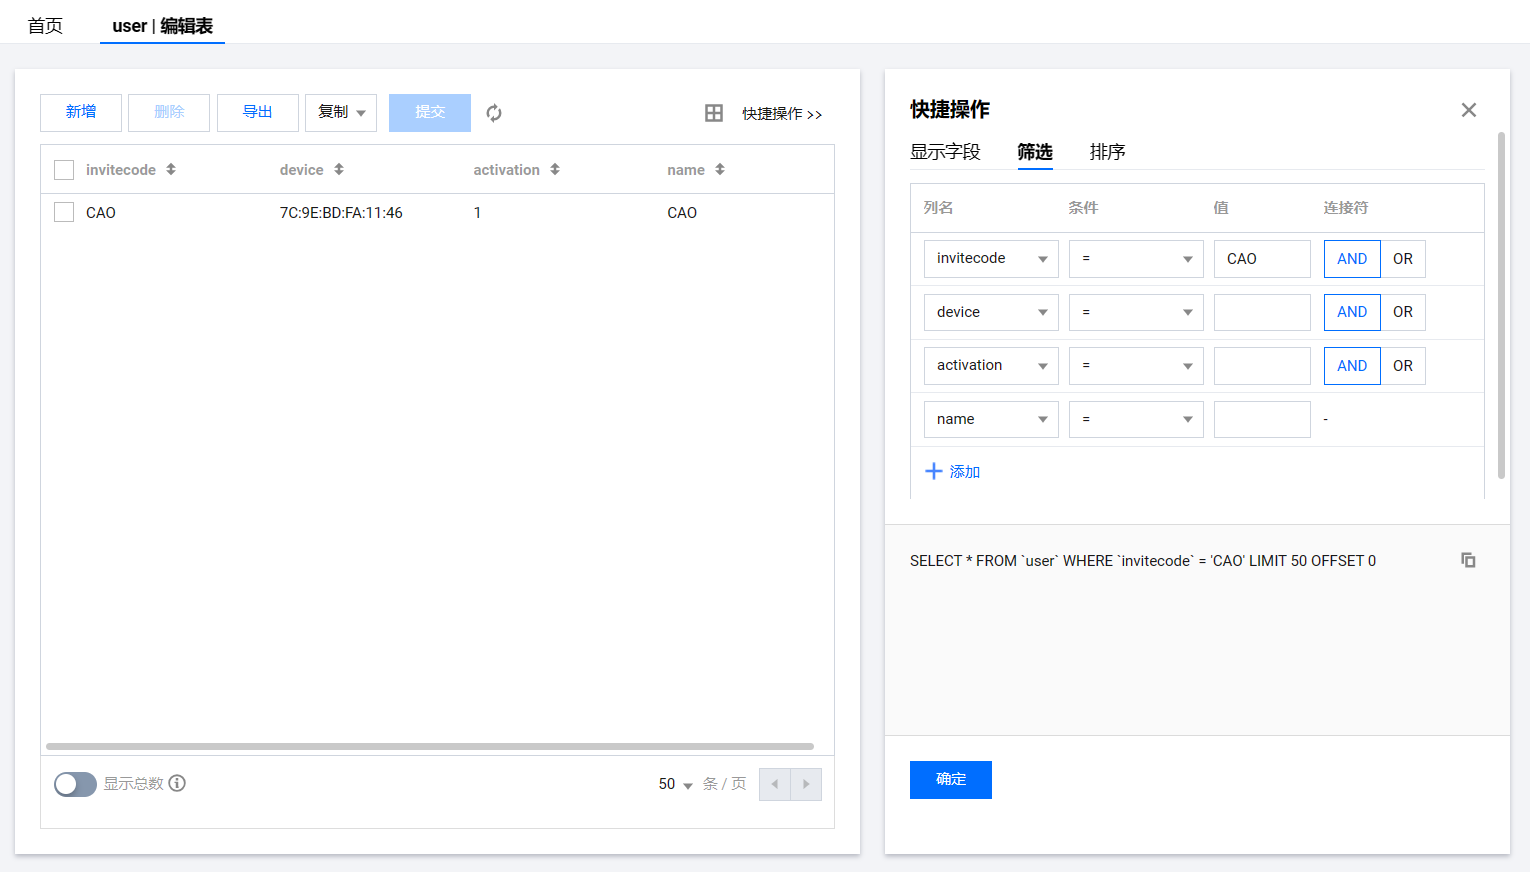 首页
user | 编辑表
新增
删除
导出
复制
提交
快捷操作 >>
invitecode
device
activation
name
CAO
7C:9E:BD:FA:11:46
1
CAO
显示总数
50
条 / 页
快捷操作
显示字段
筛选
排序
列名
条件
值
连接符
invitecode
=
CAO
AND
OR
device
=
AND
OR
activation
=
AND
OR
name
=
-
添加
SELECT * FROM `user` WHERE `invitecode` = 'CAO' LIMIT 50 OFFSET 0
确定